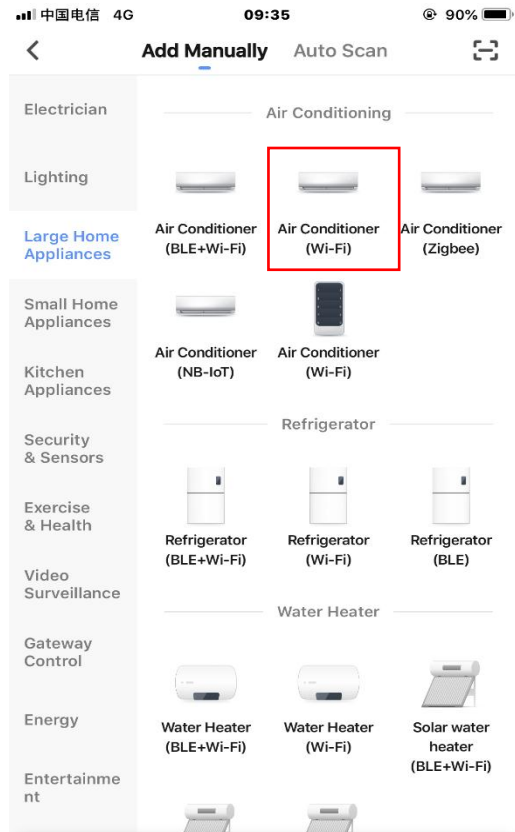 中国电信 4G
09:35
90%
Add Manually
Auto Scan
Electrician
Lighting
Large Home
Appliances
Small Home
Appliances
Kitchen
Appliances
Security
& Sensors
Exercise
& Health
Video
Surveillance
Gateway
Control
Energy
Entertainme
nt
Air Conditioning
Air Conditioner
(BLE+Wi-Fi)
Air Conditioner
(Wi-Fi)
Air Conditioner
(Zigbee)
Air Conditioner
(NB-IoT)
Air Conditioner
(Wi-Fi)
Refrigerator
Refrigerator
(BLE+Wi-Fi)
Refrigerator
(Wi-Fi)
Refrigerator
(BLE)
Water Heater
Water Heater
(BLE+Wi-Fi)
Water Heater
(Wi-Fi)
Solar water
heater
(BLE+Wi-Fi)